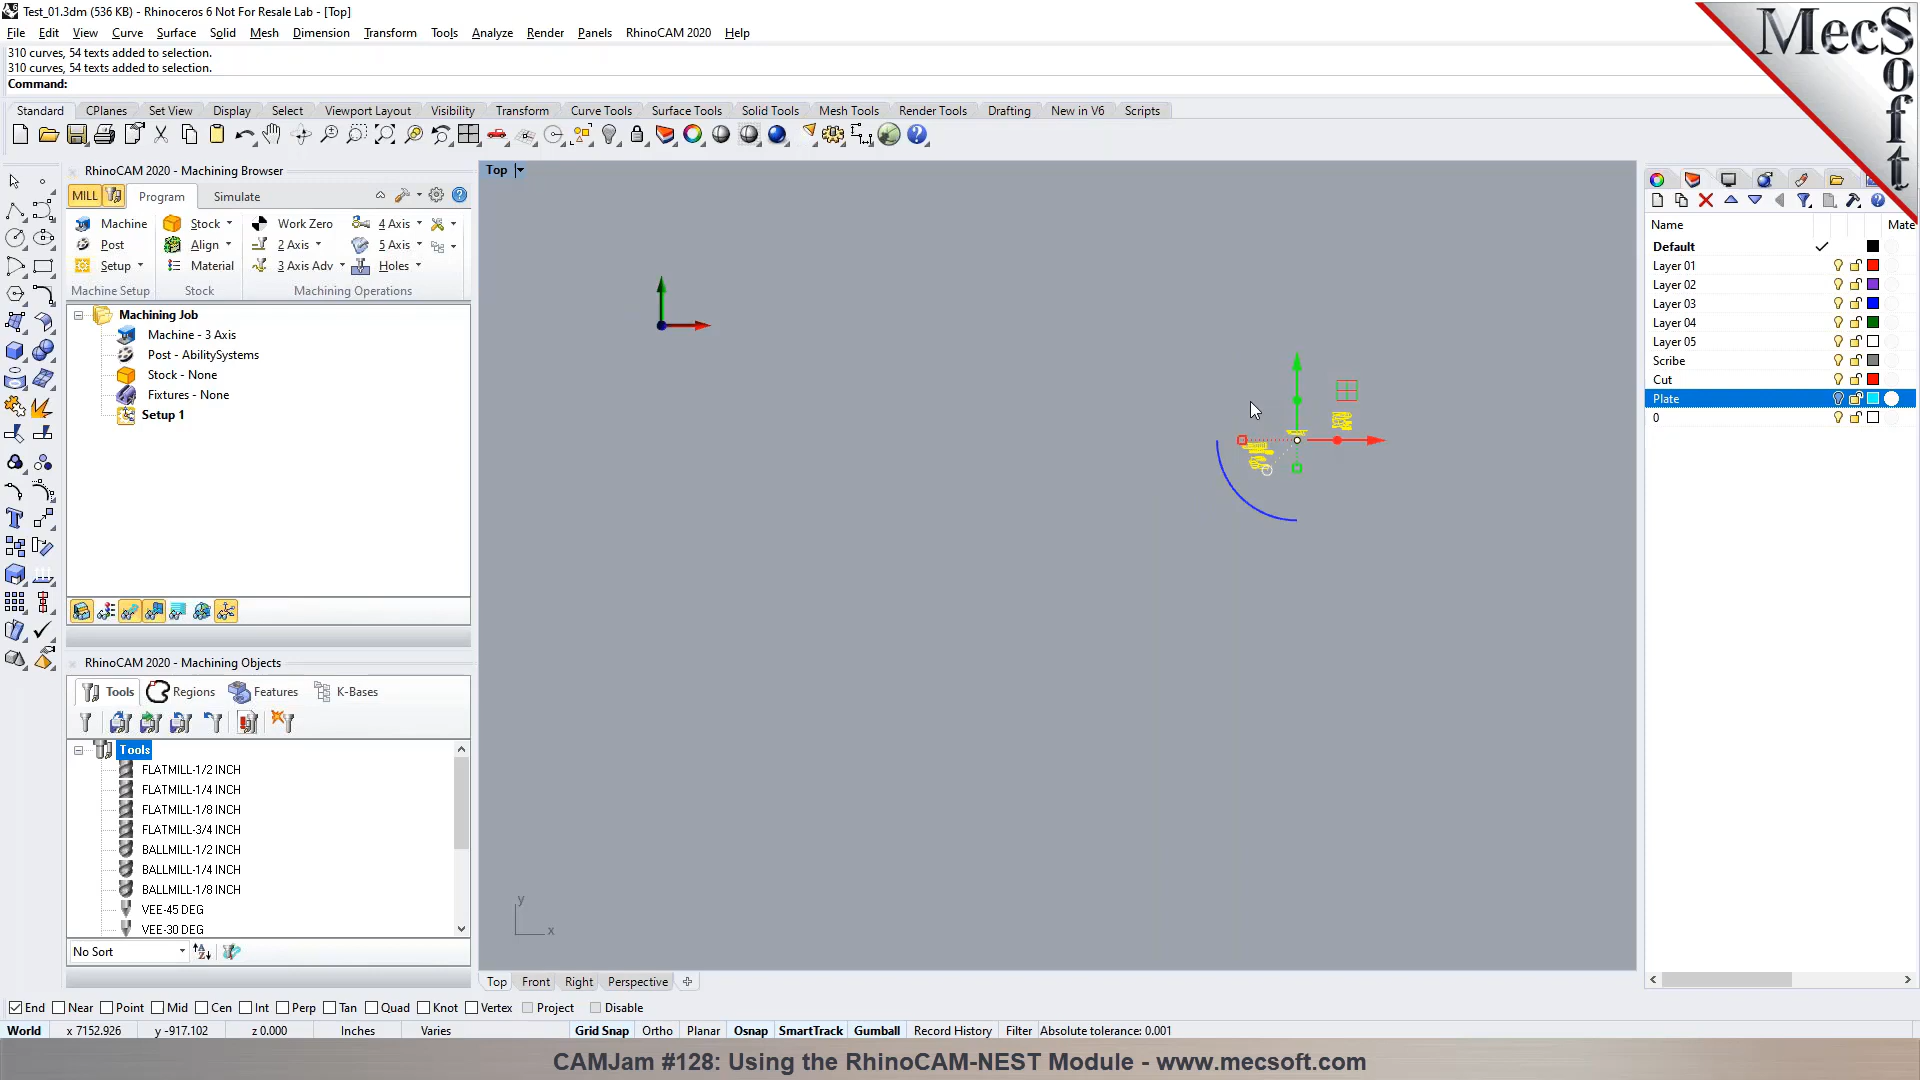 Test_01.3dm (536 KB) - Rhinoceros 6 Not For Resale Lab - [Top]
File Edit View Curve Surface Solid Mesh Dimension Transform Tools Analyze Render Panels RhinoCAM 2020 Help
310 curves, 54 texts added to selection.
310 curves, 54 texts added to selection.
Command:
Standard CPlanes Set View Display Select Viewport Layout Visibility Transform Curve Tools Surface Tools Solid Tools Mesh Tools Render Tools Drafting New in V6 Scripts
MecSoft
RhinoCAM 2020 - Machining Browser
MILL Program Simulate
Machine Stock Work Zero 4 Axis
Post Align 2 Axis 5 Axis
Setup Material 3 Axis Adv Holes
Machine Setup Stock Machining Operations
Machining Job
Machine - 3 Axis
Post - AbilitySystems
Stock - None
Fixtures - None
Setup 1
RhinoCAM 2020 - Machining Objects
Tools Regions Features K-Bases
Tools
FLATMILL-1/2 INCH
FLATMILL-1/4 INCH
FLATMILL-1/8 INCH
FLATMILL-3/4 INCH
BALLMILL-1/2 INCH
BALLMILL-1/4 INCH
BALLMILL-1/8 INCH
VEE-45 DEG
VEE-30 DEG
No Sort
Top
y
x
Top Front Right Perspective
Name Mate
Default
Layer 01
Layer 02
Layer 03
Layer 04
Layer 05
Scribe
Cut
Plate
0
End Near Point Mid Cen Int Perp Tan Quad Knot Vertex Project Disable
World x 7152.926 y -917.102 z 0.000 Inches Varies Grid Snap Ortho Planar Osnap SmartTrack Gumball Record History Filter Absolute tolerance: 0.001
CAMJam #128: Using the RhinoCAM-NEST Module - www.mecsoft.com